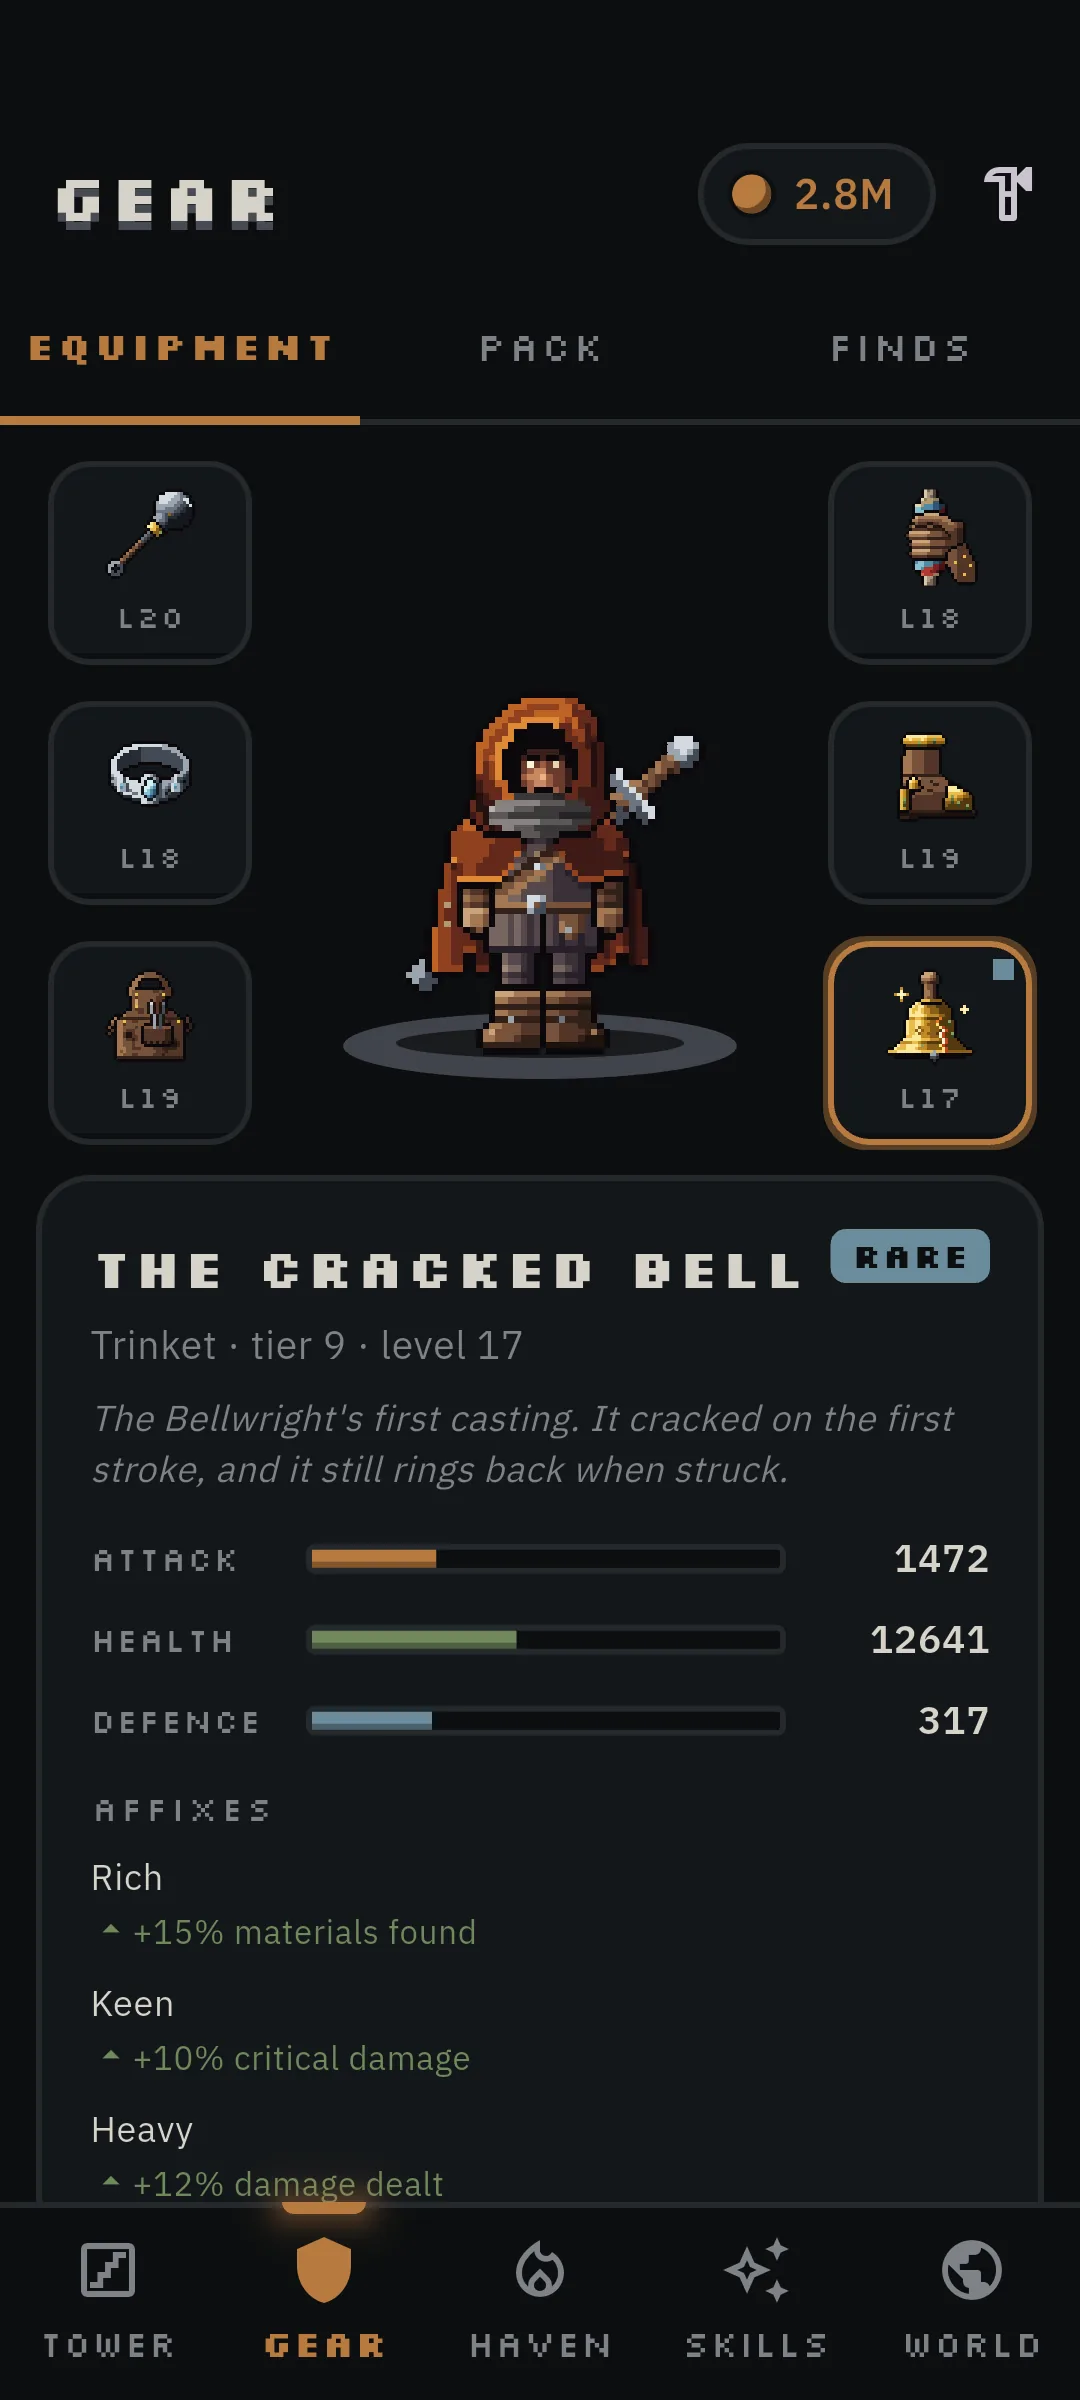 GEAR
2.8M
EQUIPMENT
PACK
FINDS
L20
L18
L18
L19
L19
L17
THE CRACKED BELL
RARE
Trinket · tier 9 · level 17
The Bellwright's first casting. It cracked on the first
stroke, and it still rings back when struck.
ATTACK
1472
HEALTH
12641
DEFENCE
317
AFFIXES
Rich
+15% materials found
Keen
+10% critical damage
Heavy
+12% damage dealt
TOWER
GEAR
HAVEN
SKILLS
WORLD